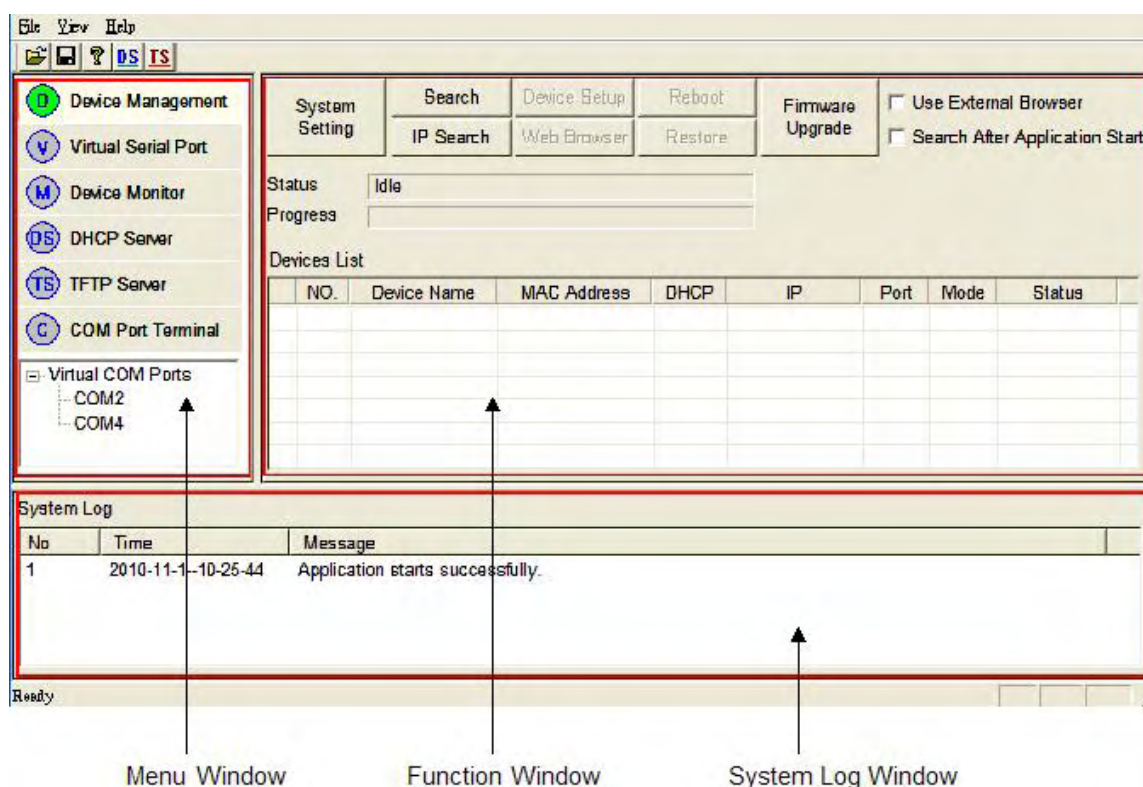 File View Help
DS TS
D Device Management
V Virtual Serial Port
M Device Monitor
DS DHCP Server
TS TFTP Server
C COM Port Terminal
Virtual COM Ports
COM2
COM4
System Setting
Search
Device Setup
Reboot
Firmware Upgrade
Use External Browser
IP Search
Web Browser
Restore
Search After Application Start
Status Idle
Progress
Devices List
NO. Device Name MAC Address DHCP IP Port Mode Status
System Log
No Time Message
1 2010-11-1--10-25-44 Application starts successfully.
Ready
Menu Window Function Window System Log Window